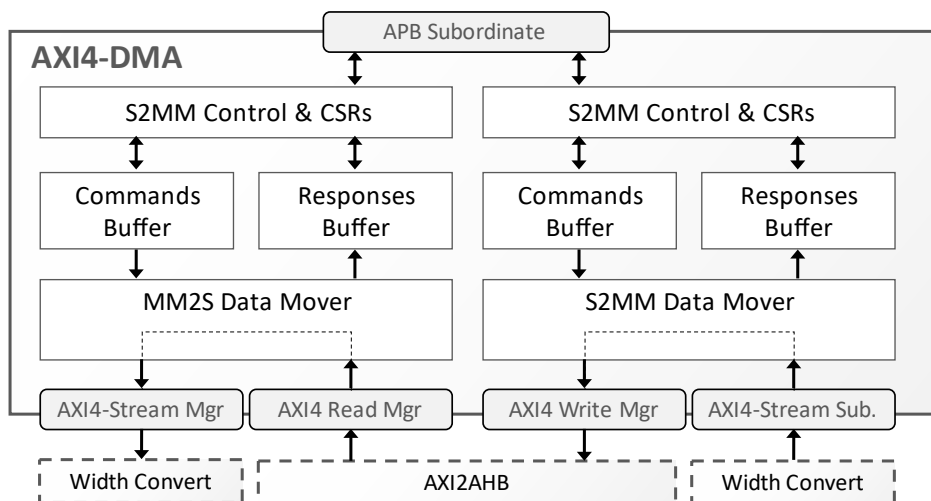 APB Subordinate
AXI4-DMA
S2MM Control & CSRs
S2MM Control & CSRs
Commands
Buffer
Responses
Buffer
Commands
Buffer
Responses
Buffer
MM2S Data Mover
S2MM Data Mover
AXI4-Stream Mgr
AXI4 Read Mgr
AXI4 Write Mgr
AXI4-Stream Sub.
Width Convert
AXI2AHB
Width Convert